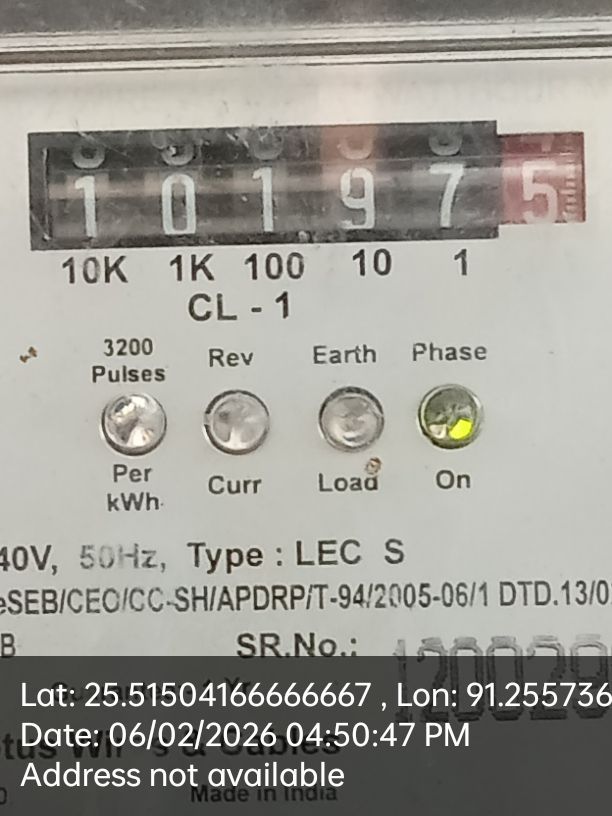 1 0 1 9 7 5
10K 1K 100 10 1
CL - 1
3200 Pulses Rev Earth Phase
Per kWh Curr Load On
40V, 50Hz, Type : LEC S
eSEB/CEO/CC-SH/APDRP/T-94/2005-06/1 DTD.13/0
B SR.No.:
Lat: 25.51504166666667 , Lon: 91.255736
Date: 06/02/2026 04:50:47 PM
Address not available
Made in India